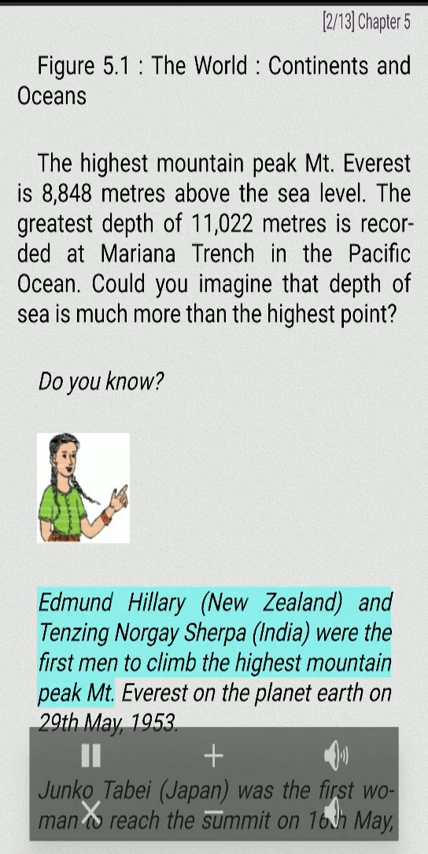 [2/13] Chapter 5
Figure 5.1 : The World : Continents and
Oceans
The highest mountain peak Mt. Everest
is 8,848 metres above the sea level. The
greatest depth of 11,022 metres is recor-
ded at Mariana Trench in the Pacific
Ocean. Could you imagine that depth of
sea is much more than the highest point?
Do you know?
Edmund Hillary (New Zealand) and
Tenzing Norgay Sherpa (India) were the
first men to climb the highest mountain
peak Mt. Everest on the planet earth on
29th May, 1953.
Junko Tabei (Japan) was the first wo-
man to reach the summit on 16th May,